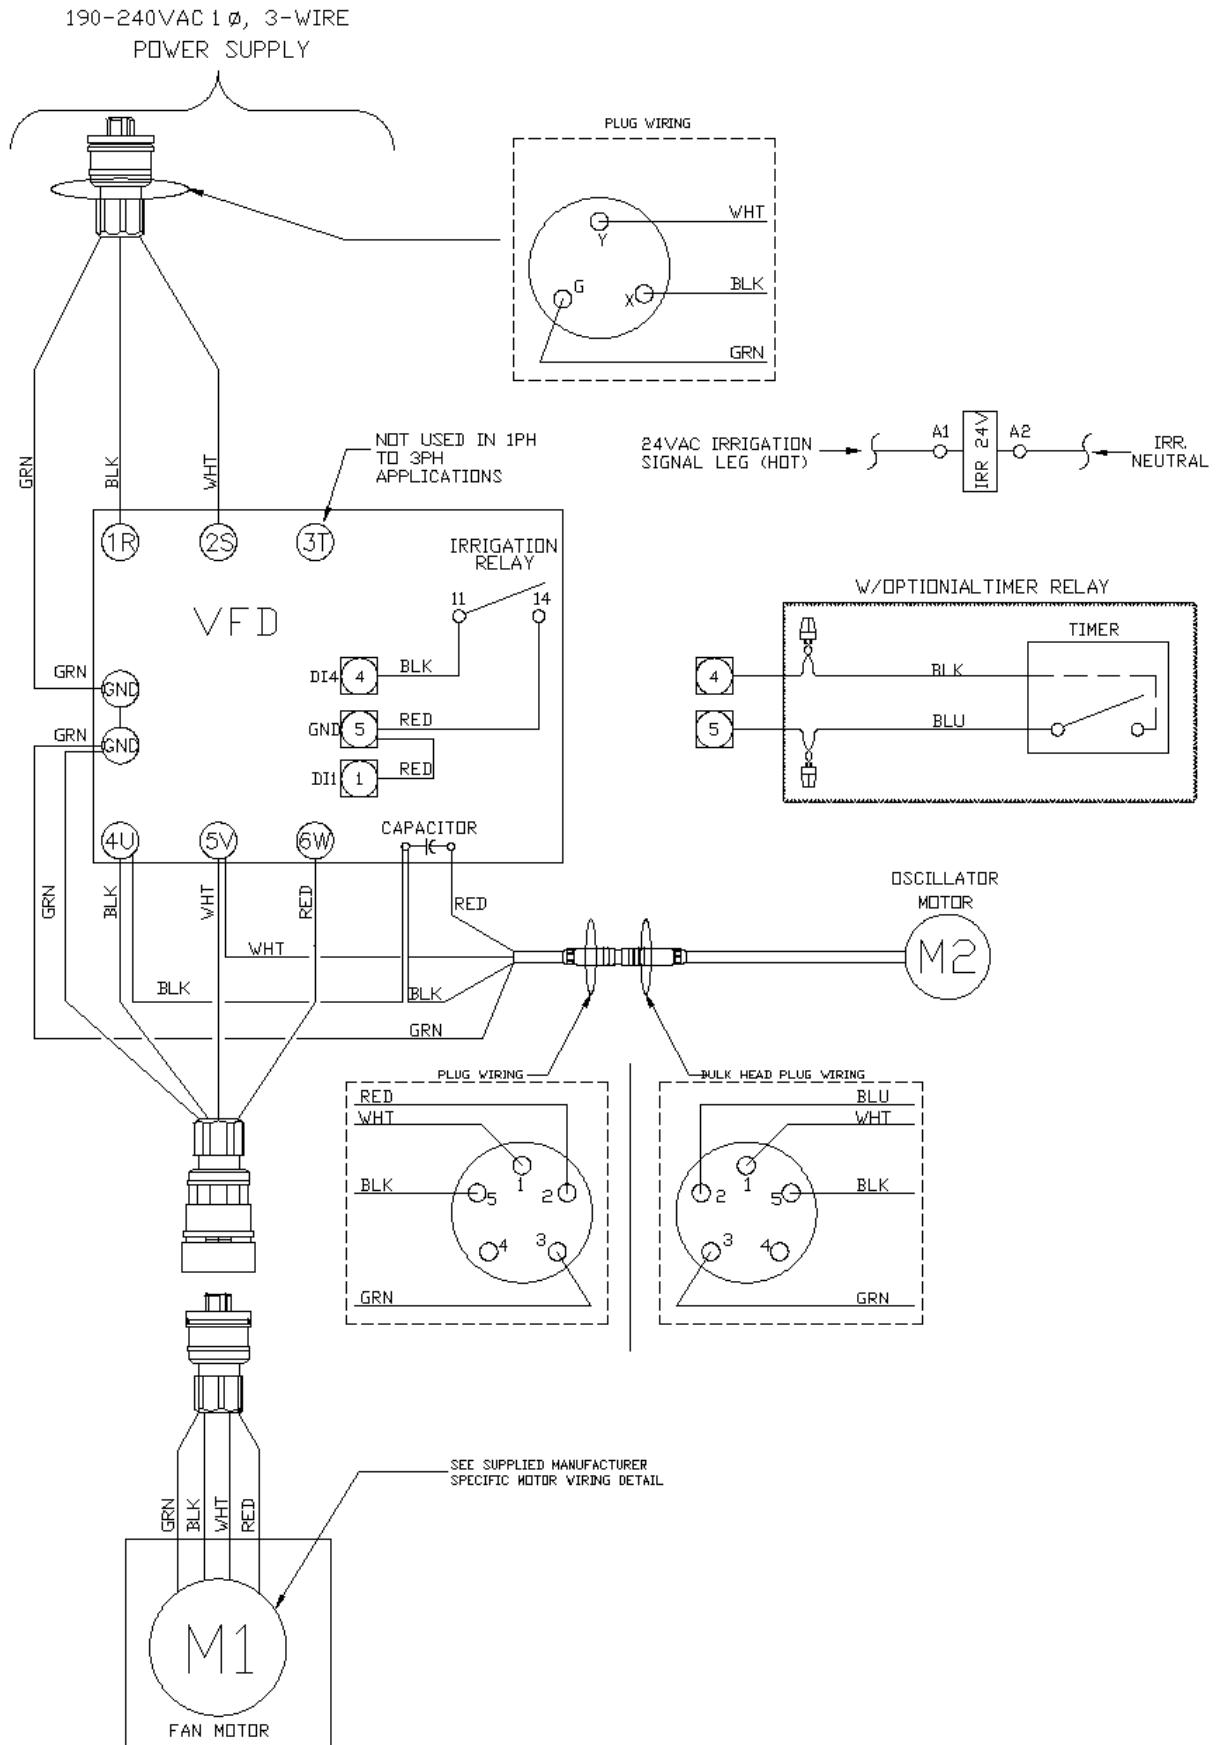 190-240VAC 1 Ø, 3-WIRE
POWER SUPPLY
PLUG WIRING
WHT
Y
G
X
BLK
GRN
GRN
BLK
WHT
NOT USED IN 1PH
TO 3PH
APPLICATIONS
24VAC IRRIGATION
SIGNAL LEG (HOT)
A1
IRR 24V
A2
IRR.
NEUTRAL
1R
2S
3T
IRRIGATION
RELAY
11
14
VFD
W/OPTIONIALTIMER RELAY
TIMER
GRN
GND
DI4
4
BLK
4
BLK
GRN
GND
GND
5
RED
5
BLU
DI1
1
RED
4U
5V
6W
CAPACITOR
GRN
BLK
WHT
RED
RED
OSCILLATOR
MOTOR
M2
WHT
BLK
BLK
GRN
PLUG WIRING
RED
WHT
1
BLK
5
2
4
3
GRN
BULK HEAD PLUG WIRING
BLU
WHT
1
2
5
BLK
3
4
GRN
SEE SUPPLIED MANUFACTURER
SPECIFIC MOTOR WIRING DETAIL
GRN
BLK
WHT
RED
M1
FAN MOTOR